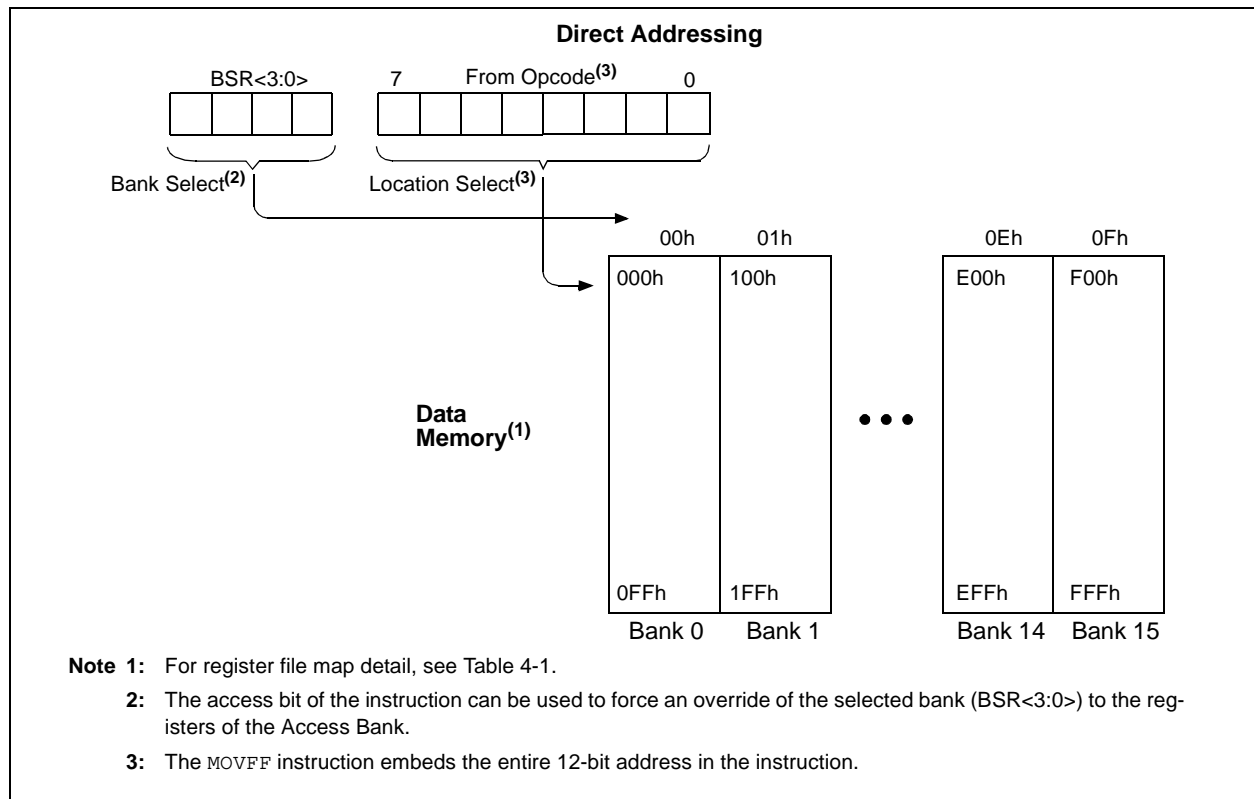 Direct Addressing
BSR<3:0>
7 From Opcode(3) 0
Bank Select(2)
Location Select(3)
00h 01h 0Eh 0Fh
000h 100h E00h F00h
Data
Memory(1)
0FFh 1FFh EFFh FFFh
Bank 0 Bank 1 Bank 14 Bank 15
Note 1: For register file map detail, see Table 4-1.
2: The access bit of the instruction can be used to force an override of the selected bank (BSR<3:0>) to the reg-
isters of the Access Bank.
3: The MOVFF instruction embeds the entire 12-bit address in the instruction.